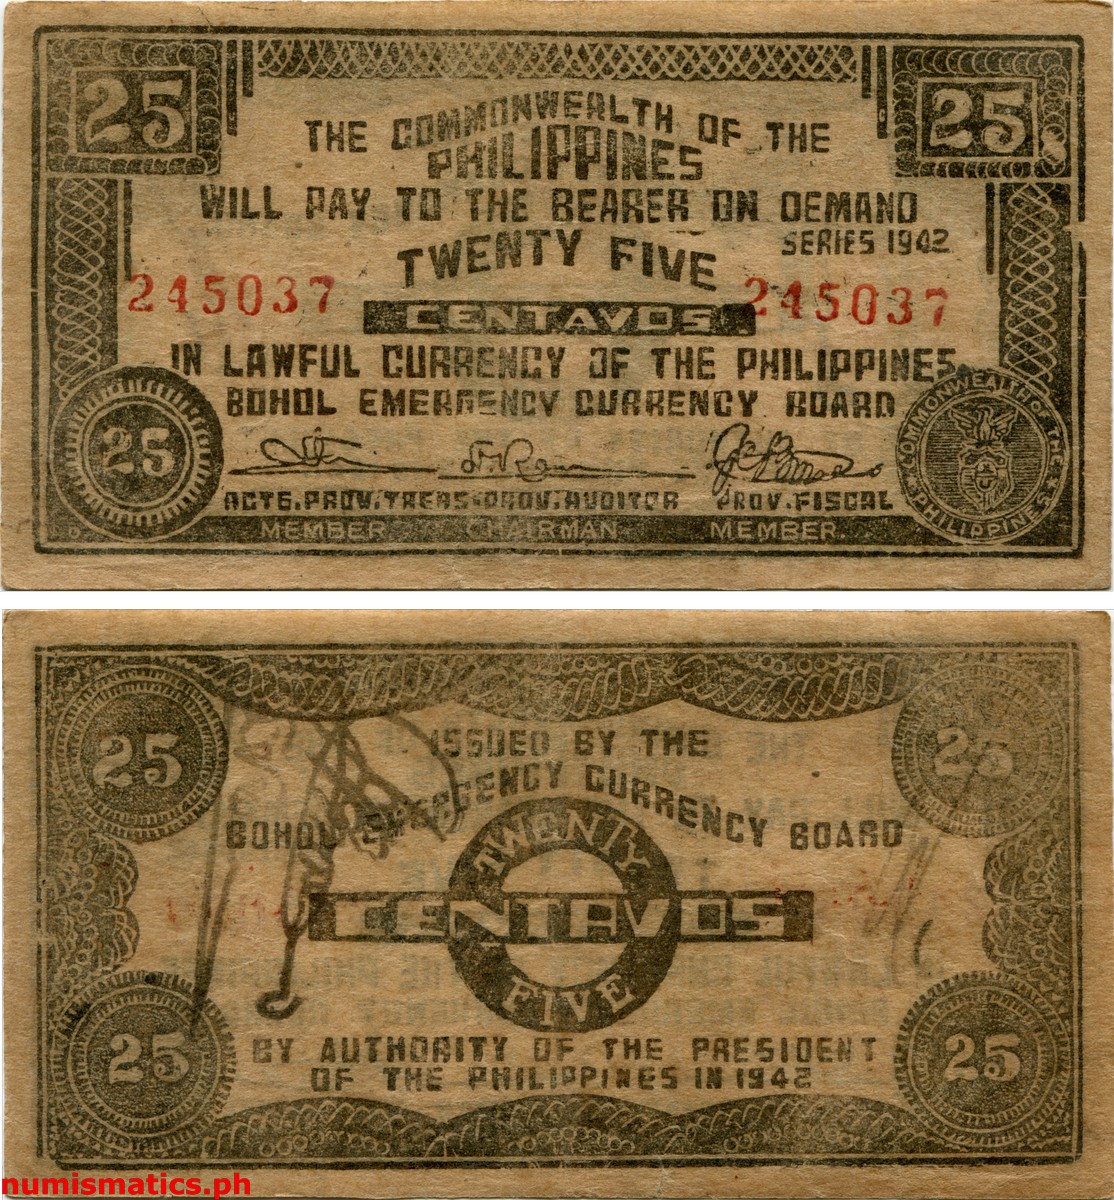 25 25
THE COMMONWEALTH OF THE
PHILIPPINES
WILL PAY TO THE BEARER ON DEMAND
SERIES 1942
TWENTY FIVE
245037 245037
CENTAVOS
IN LAWFUL CURRENCY OF THE PHILIPPINES
BOHOL EMERGENCY CURRENCY BOARD
25
COMMONWEALTH OF THE PHILIPPINES
ACTG.PROV.TREAS. PROV.AUDITOR PROV.FISCAL
MEMBER CHAIRMAN MEMBER
25 25
ISSUED BY THE
BOHOL EMERGENCY CURRENCY BOARD
TWENTY
CENTAVOS
FIVE
25 25
BY AUTHORITY OF THE PRESIDENT
OF THE PHILIPPINES IN 1942
numismatics.ph